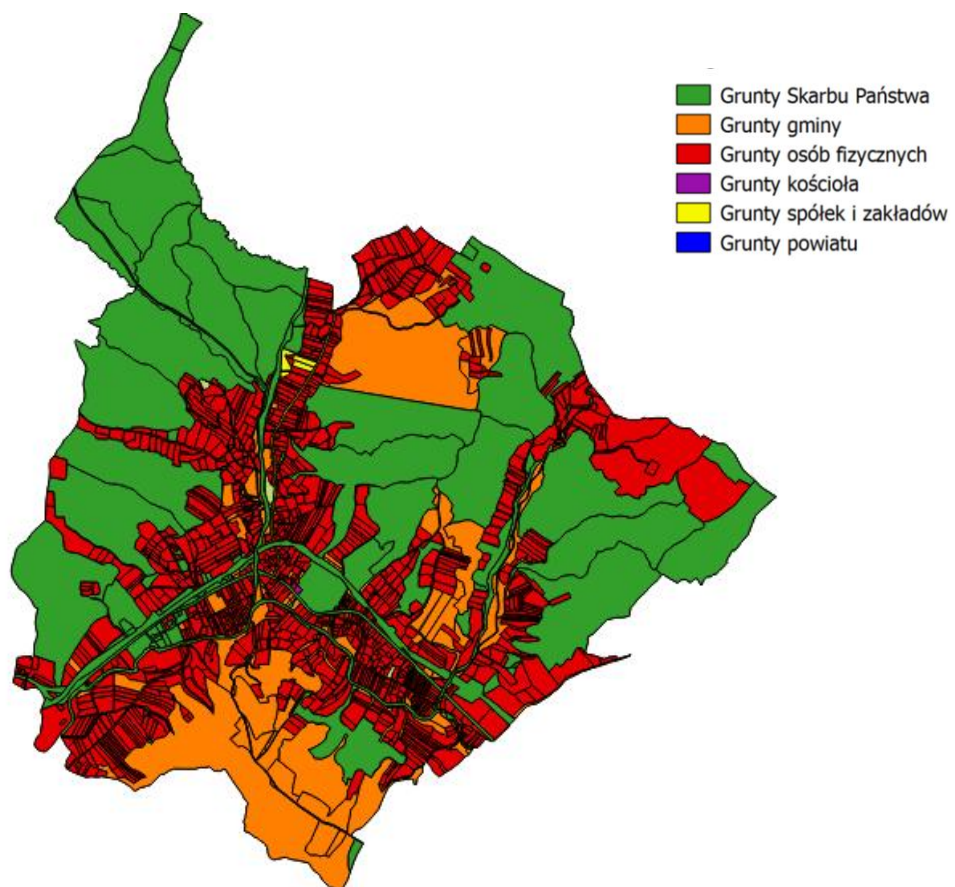 Grunty Skarbu Państwa
Grunty gminy
Grunty osób fizycznych
Grunty kościoła
Grunty spółek i zakładów
Grunty powiatu